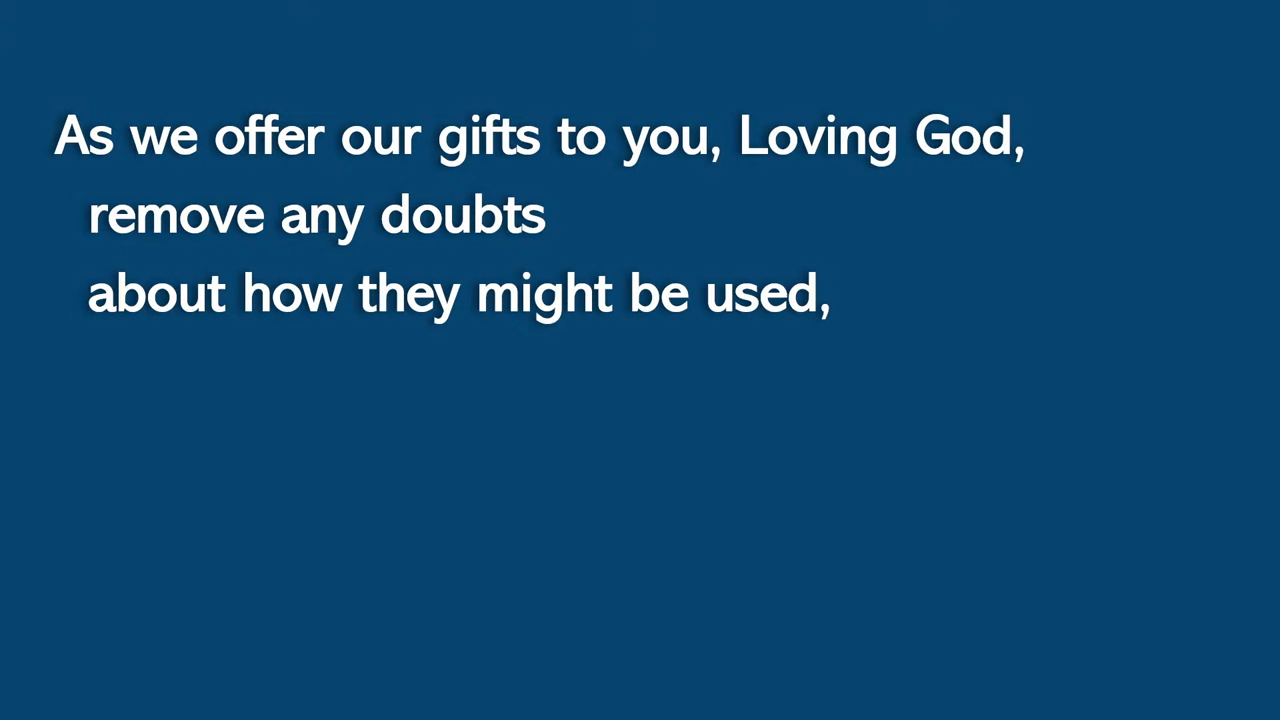 As we offer our gifts to you, Loving God,
remove any doubts
about how they might be used,